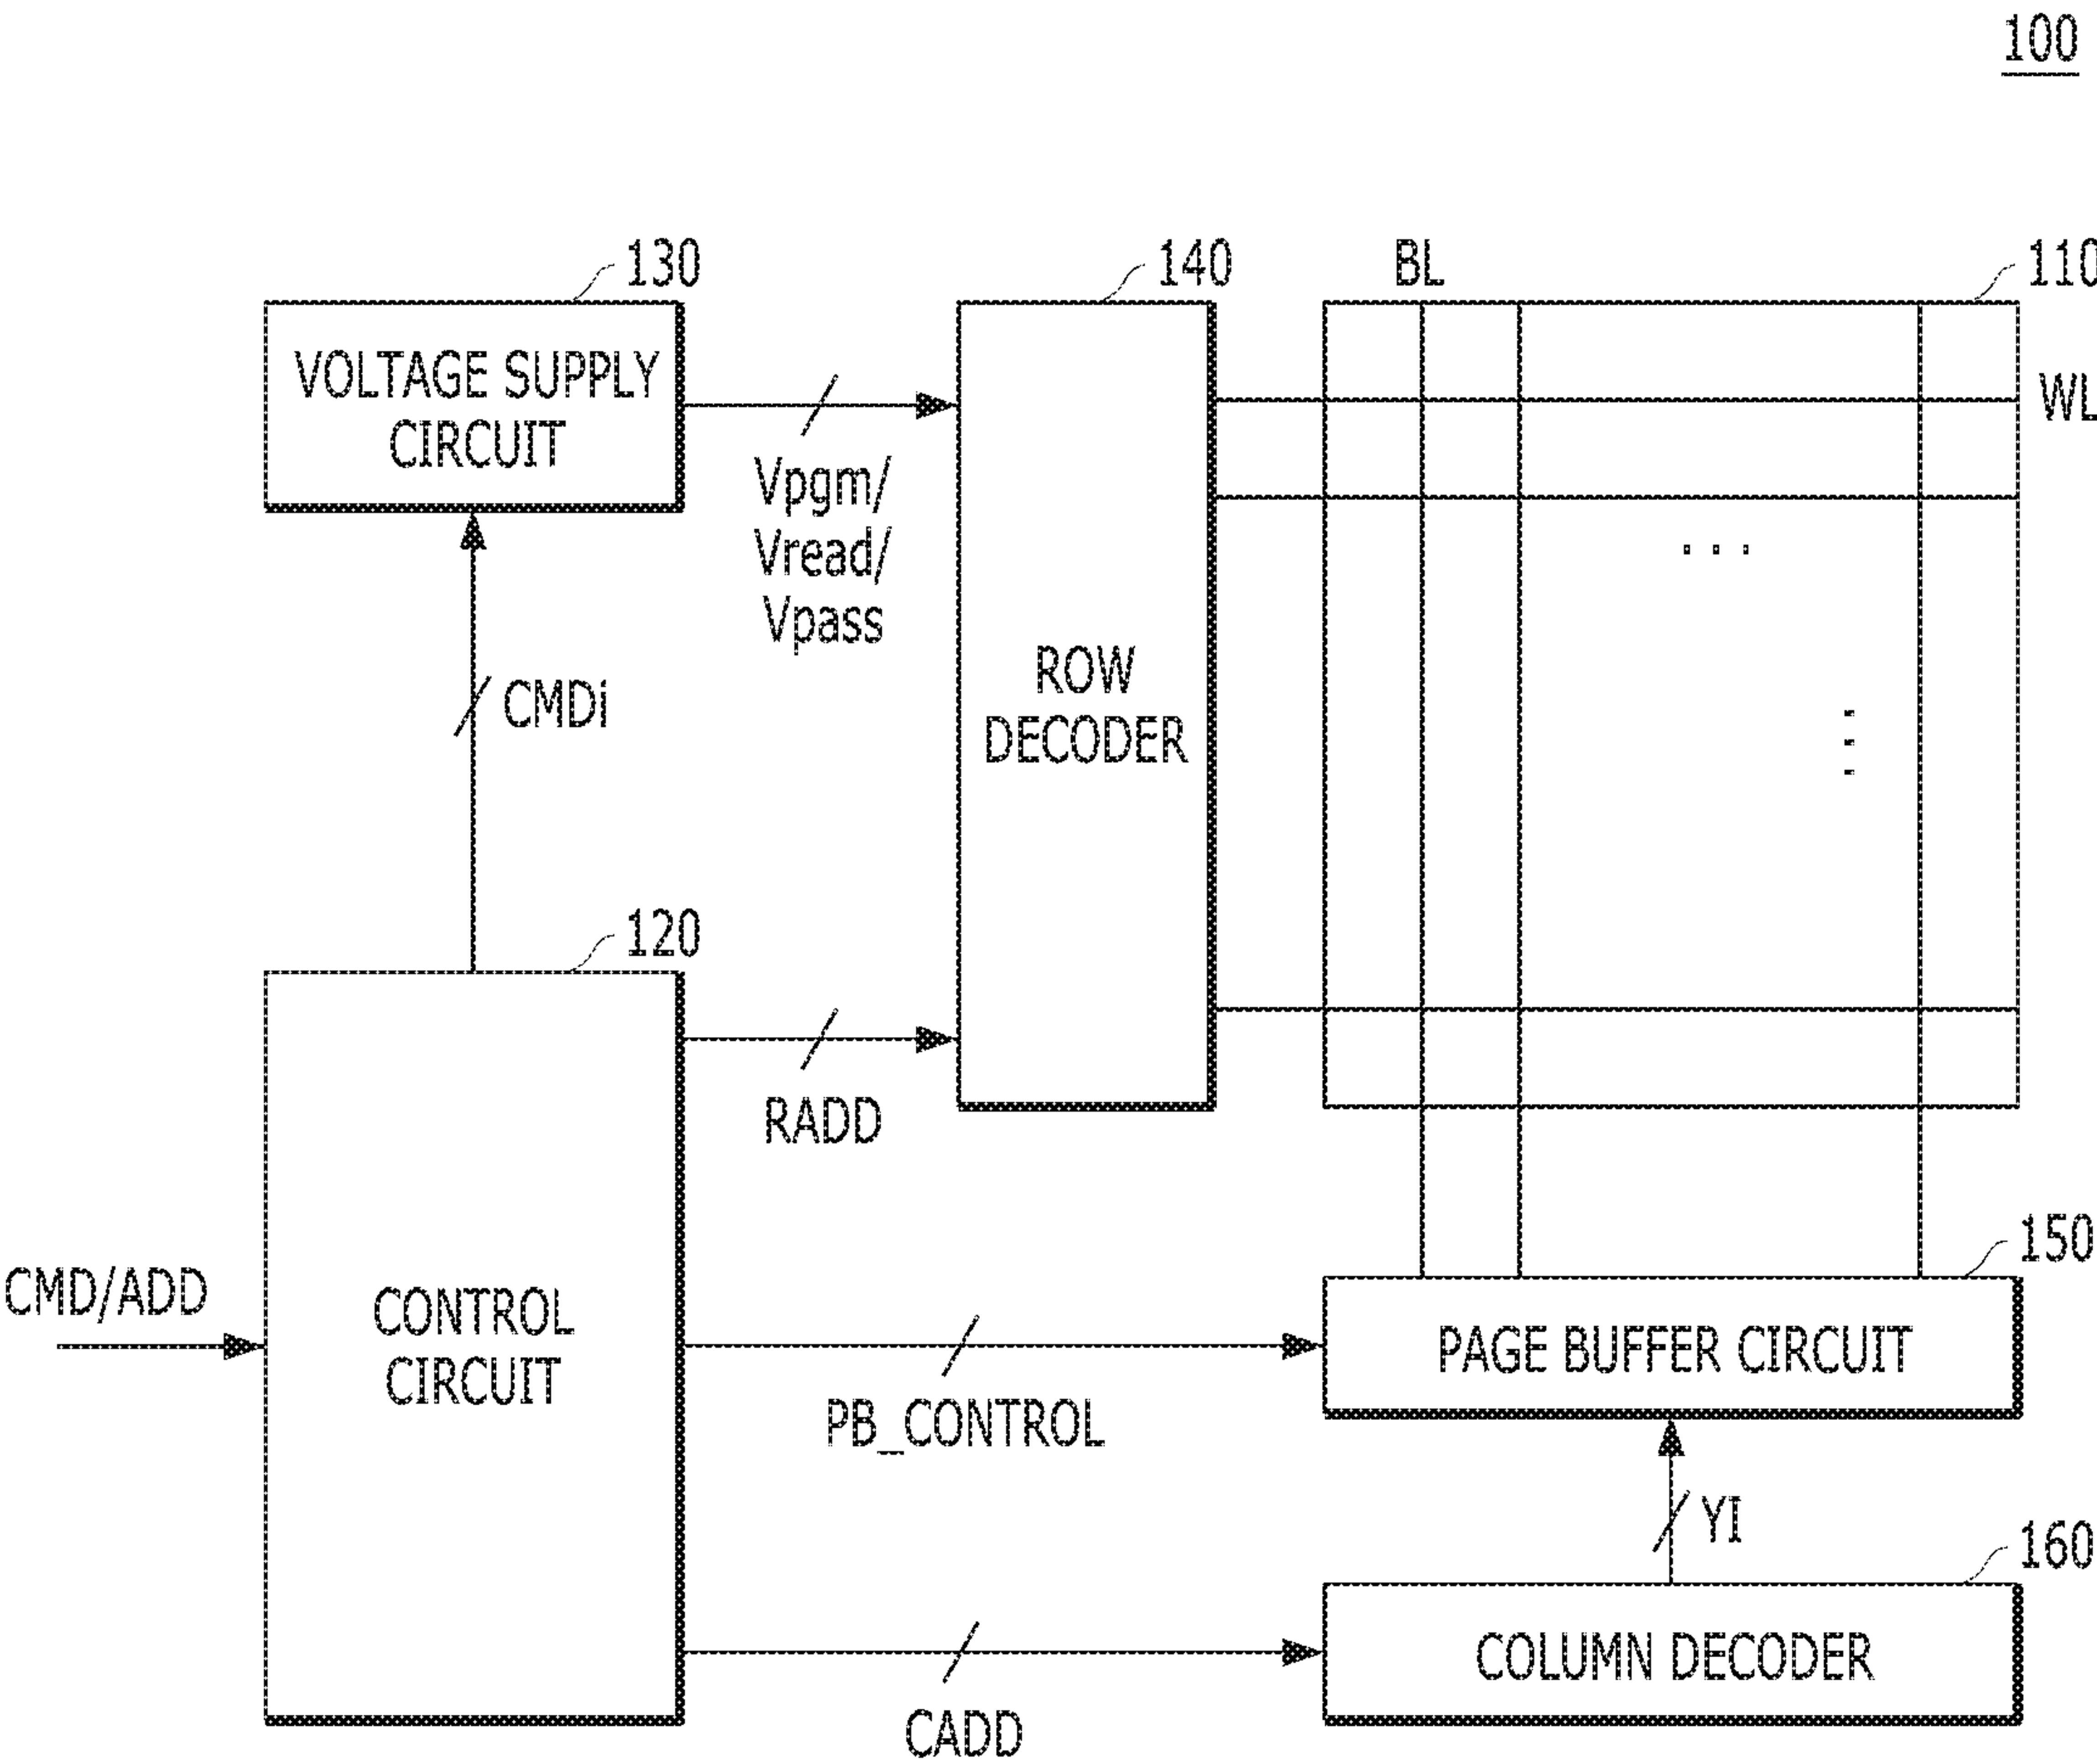 100
130
140
BL
110
VOLTAGE SUPPLY
CIRCUIT
WL
Vpgm/
Vread/
Vpass
ROW
DECODER
CMDi
120
RADD
150
CMD/ADD
CONTROL
CIRCUIT
PAGE BUFFER CIRCUIT
PB_CONTROL
YI
160
COLUMN DECODER
CADD